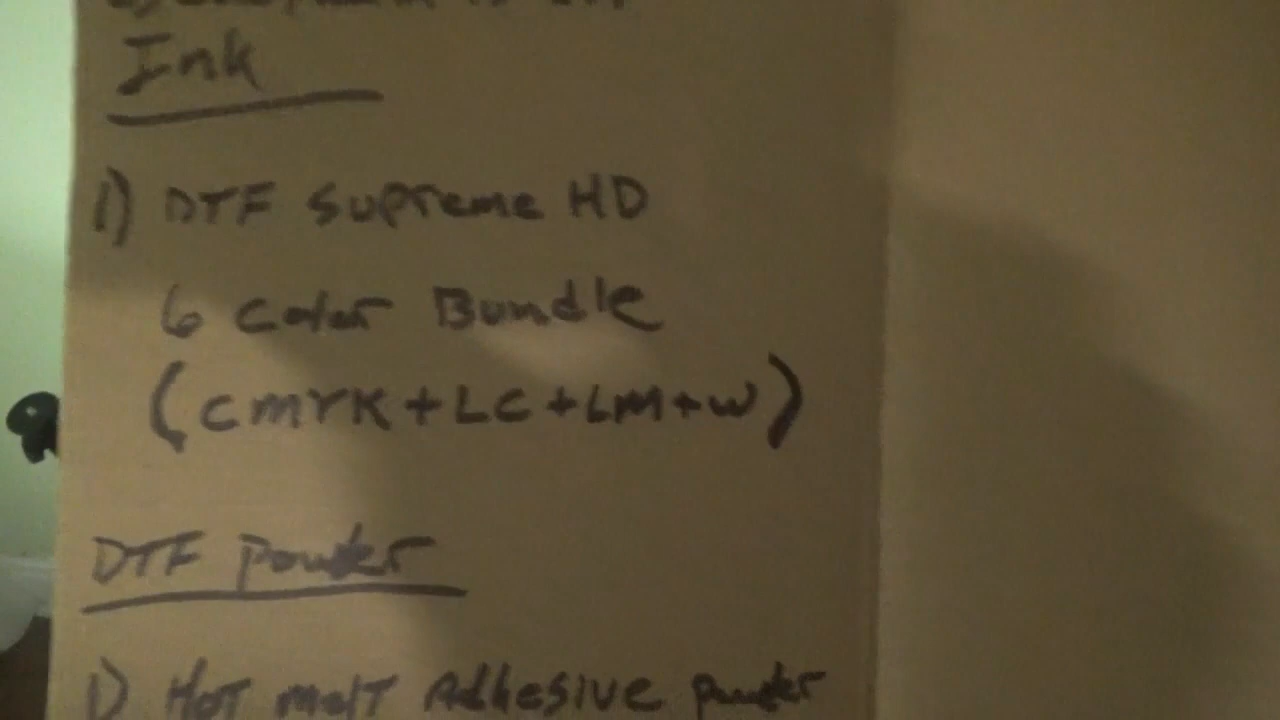 Ink
1) DTF Supreme HD
6 Color Bundle
(CMYK + LC + LM + W)
DTF Powder
1) Hot Melt Adhesive Powder